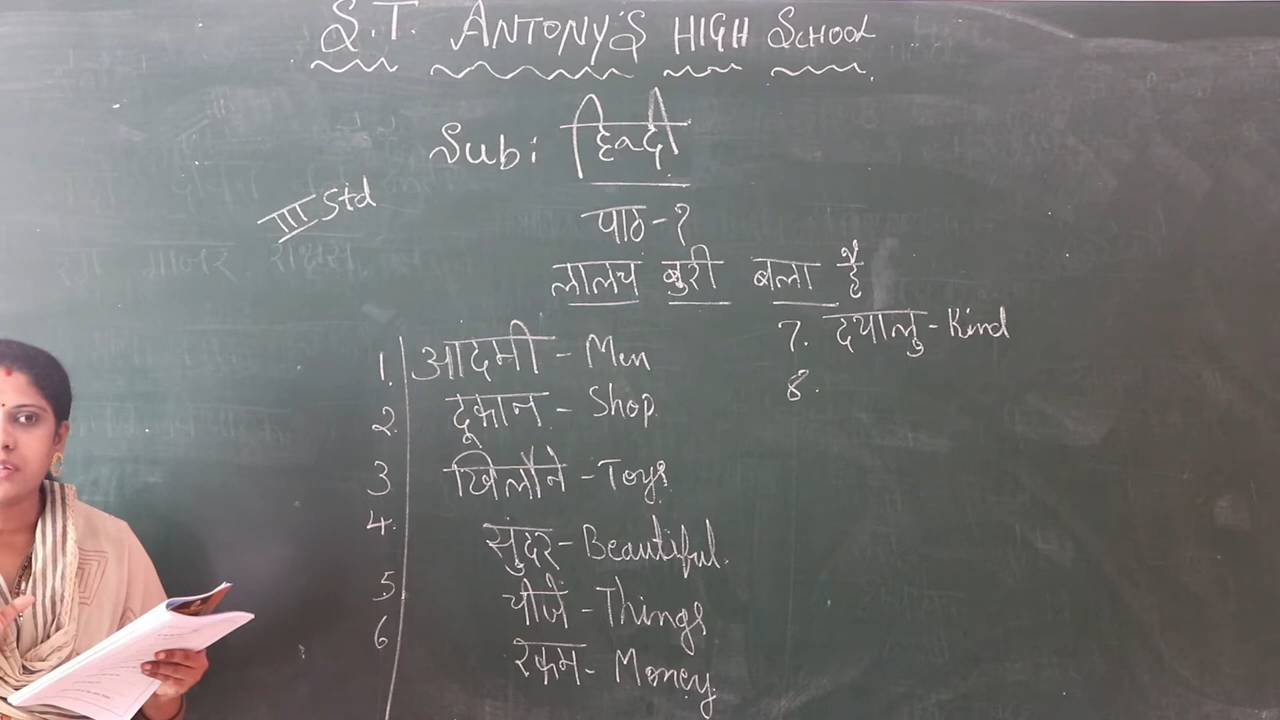 S.T. ANTONY'S HIGH SCHOOL
Sub: हिन्दी
III Std
पाठ-१
लालच बुरी बला है
1. आदमी - Men
2. दूकान - Shop
3 खिलौने - Toys
4. सुंदर - Beautiful.
5 चीजें - Things
6 रकम - Money
7. दयालु - Kind
8.